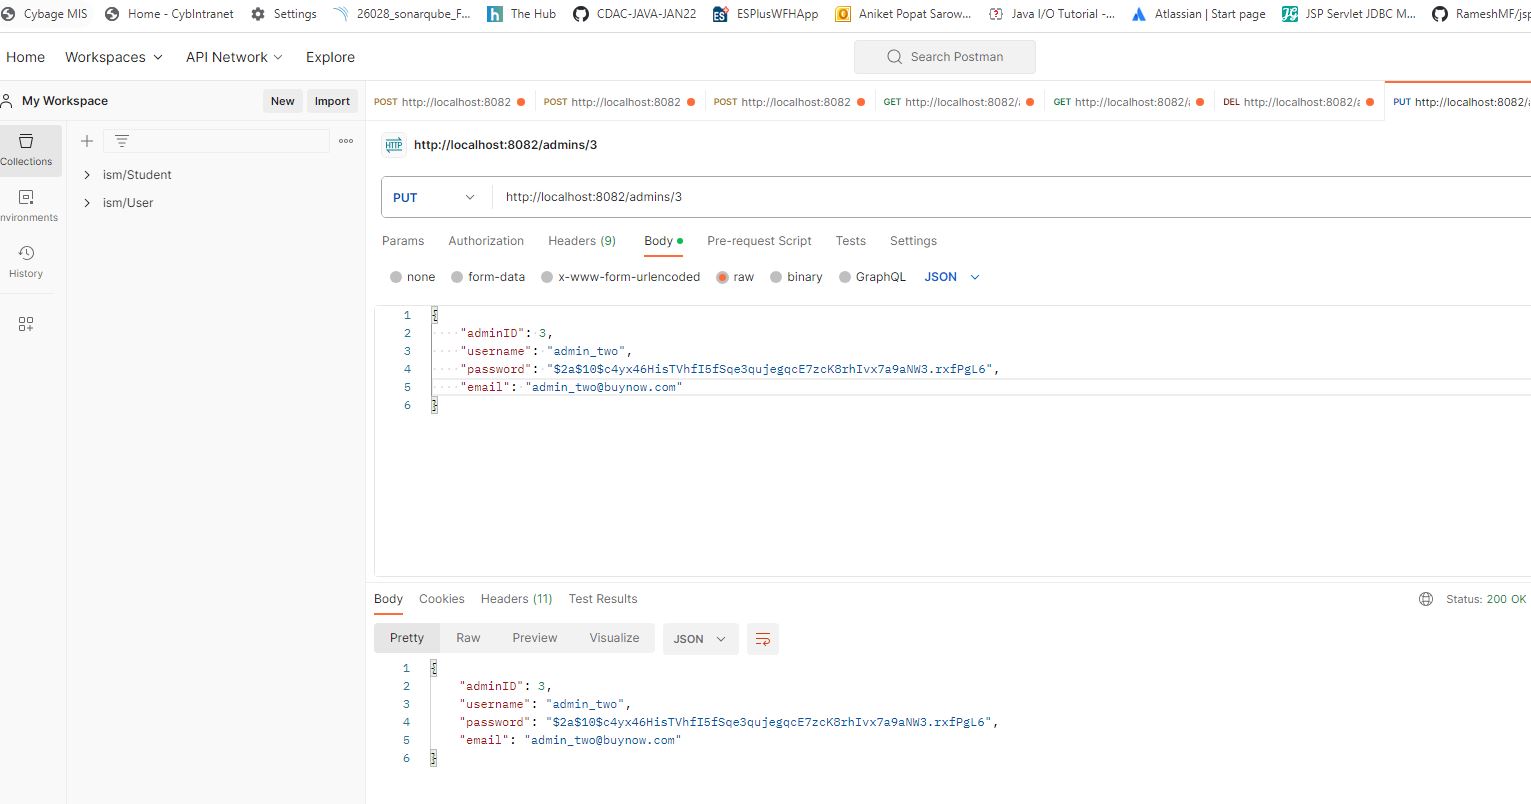 Cybage MIS Home - CybIntranet Settings 26028_sonarqube_F... The Hub CDAC-JAVA-JAN22 ESPlusWFHApp Aniket Popat Sarow... Java I/O Tutorial -... Atlassian | Start page JSP Servlet JDBC M... RameshMF/jsp
Home Workspaces API Network Explore Search Postman
My Workspace New Import POST http://localhost:8082 POST http://localhost:8082 POST http://localhost:8082 GET http://localhost:8082/a GET http://localhost:8082/a DEL http://localhost:8082/a PUT http://localhost:8082/a
Collections
nvironments
History
ism/Student
ism/User
HTTP http://localhost:8082/admins/3
PUT http://localhost:8082/admins/3
Params Authorization Headers (9) Body Pre-request Script Tests Settings
none form-data x-www-form-urlencoded raw binary GraphQL JSON
1 {
2 "adminID": 3,
3 "username": "admin_two",
4 "password": "$2a$10$c4yx46HisTVhfI5fSqe3qujegqcE7zcK8rhIvx7a9aNW3.rxfPgL6",
5 "email": "admin_two@buynow.com"
6 }
Body Cookies Headers (11) Test Results Status: 200 OK
Pretty Raw Preview Visualize JSON
1 {
2 "adminID": 3,
3 "username": "admin_two",
4 "password": "$2a$10$c4yx46HisTVhfI5fSqe3qujegqcE7zcK8rhIvx7a9aNW3.rxfPgL6",
5 "email": "admin_two@buynow.com"
6 }